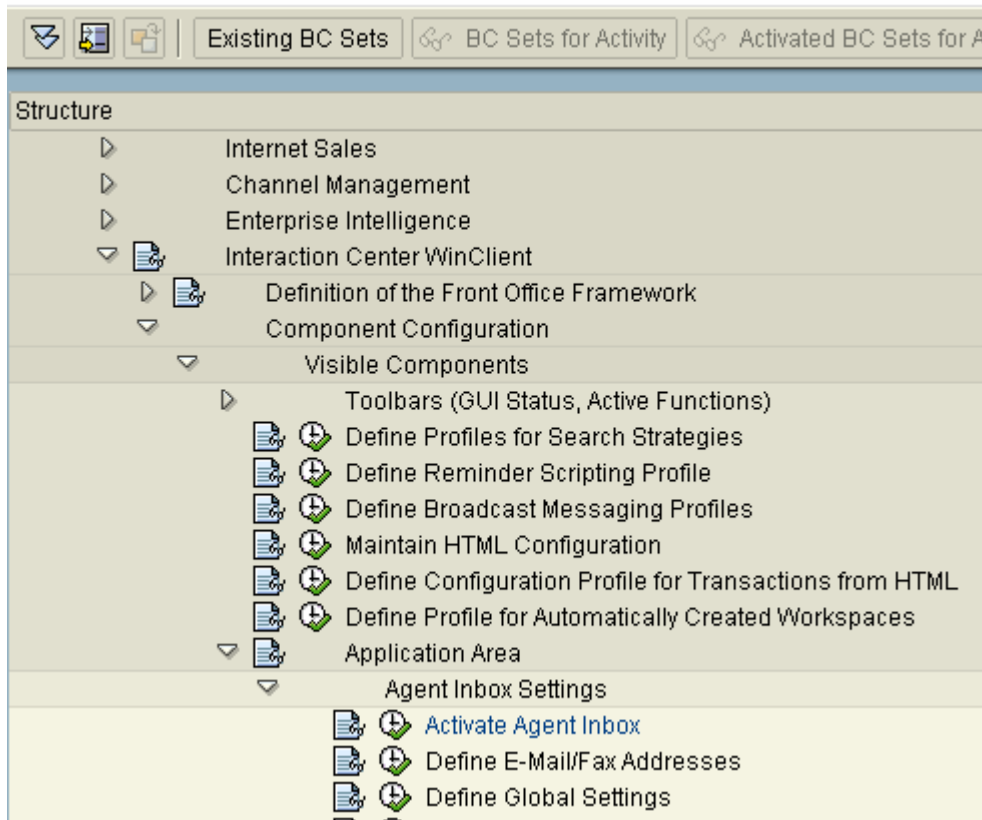 Existing BC Sets BC Sets for Activity Activated BC Sets for A
Structure
Internet Sales
Channel Management
Enterprise Intelligence
Interaction Center WinClient
Definition of the Front Office Framework
Component Configuration
Visible Components
Toolbars (GUI Status, Active Functions)
Define Profiles for Search Strategies
Define Reminder Scripting Profile
Define Broadcast Messaging Profiles
Maintain HTML Configuration
Define Configuration Profile for Transactions from HTML
Define Profile for Automatically Created Workspaces
Application Area
Agent Inbox Settings
Activate Agent Inbox
Define E-Mail/Fax Addresses
Define Global Settings